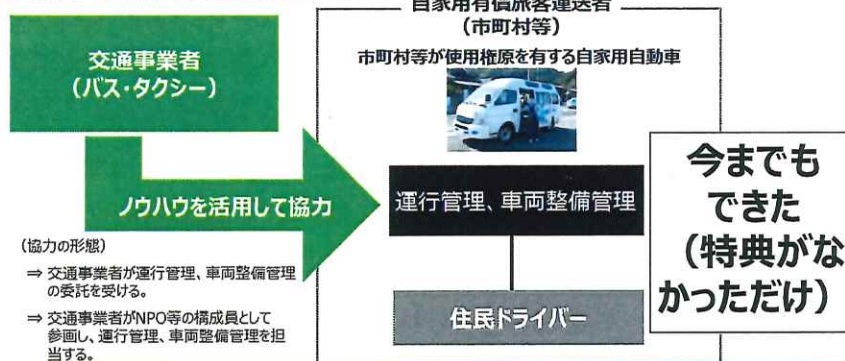 自家用有償旅客運送者
(市町村等)
交通事業者
(バス・タクシー)
市町村等が使用権原を有する自家用自動車
ノウハウを活用して協力
運行管理、車両整備管理
今までも
できた
(特典がな
かっただけ)
(協力の形態)
⇒ 交通事業者が運行管理、車両整備管理
の委託を受ける。
⇒ 交通事業者がNPO等の構成員として
参画し、運行管理、車両整備管理を担
当する。
住民ドライバー